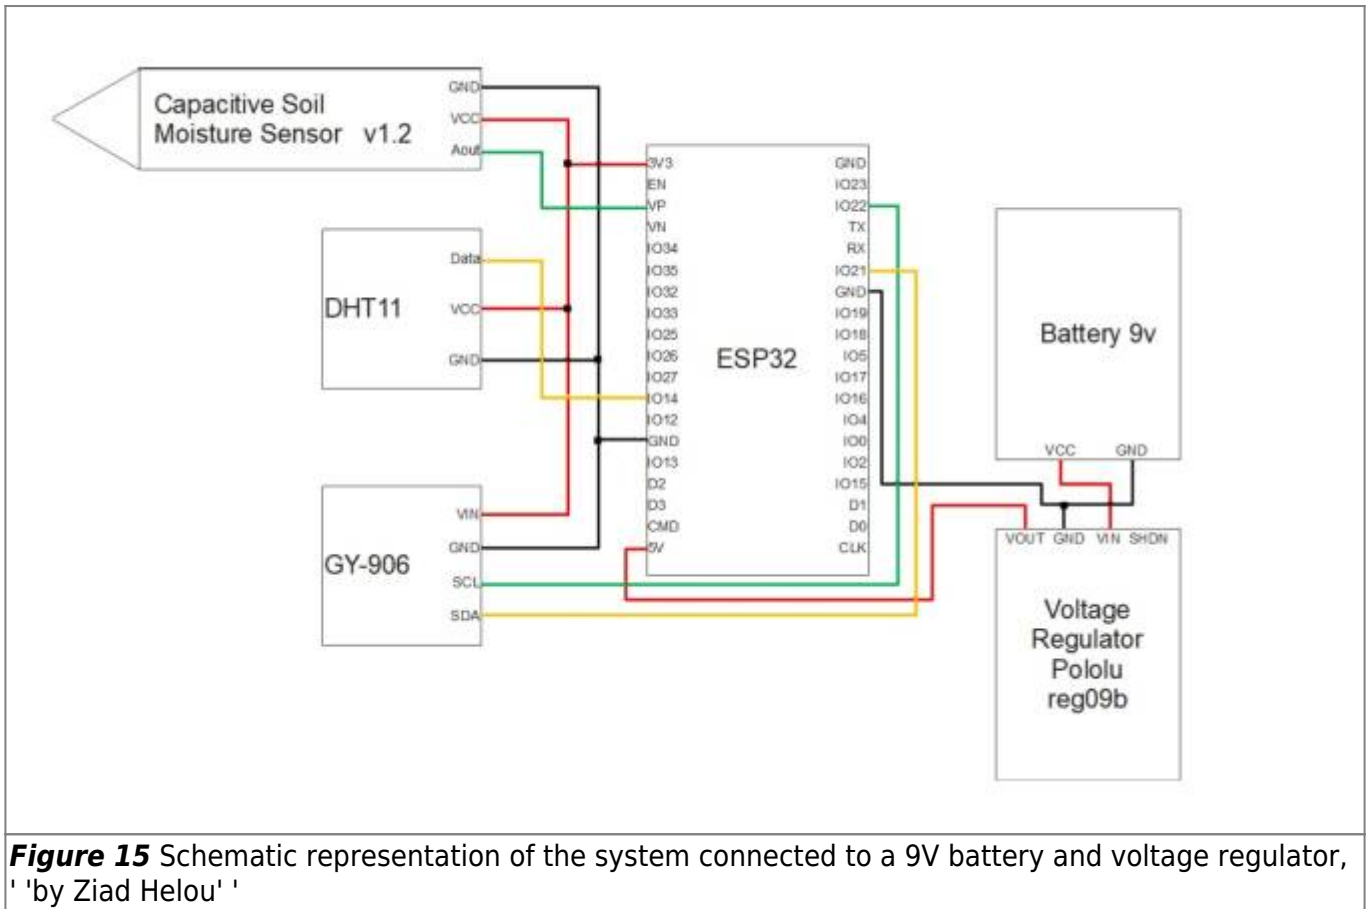 Capacitive Soil
Moisture Sensor v1.2
GND
VCC
Aout
DHT11
Data
VCC
GND
GY-906
VIN
GND
SCL
SDA
ESP32
3V3
EN
VP
VN
IO34
IO35
IO32
IO33
IO25
IO26
IO27
IO14
IO12
GND
IO13
D2
D3
CMD
5V
GND
IO23
IO22
TX
RX
IO21
GND
IO19
IO18
IO5
IO17
IO16
IO4
IO0
IO2
IO15
D1
D0
CLK
Battery 9v
VCC GND
VOUT GND VIN SHDN
Voltage
Regulator
Pololu
reg09b
Figure 15 Schematic representation of the system connected to a 9V battery and voltage regulator,
' 'by Ziad Helou' '